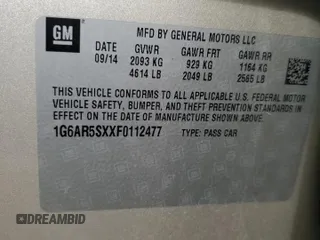 GM
MFD BY GENERAL MOTORS LLC
DATE GVWR GAWR FRT GAWR RR
09/14 2093 KG 929 KG 1164 KG
4614 LB 2049 LB 2565 LB
THIS VEHICLE CONFORMS TO ALL APPLICABLE U.S. FEDERAL MOTOR
VEHICLE SAFETY, BUMPER, AND THEFT PREVENTION STANDARDS
IN EFFECT ON THE DATE OF MANUFACTURE SHOWN ABOVE.
1G6AR5SXXF0112477 TYPE: PASS CAR
DREAMBID